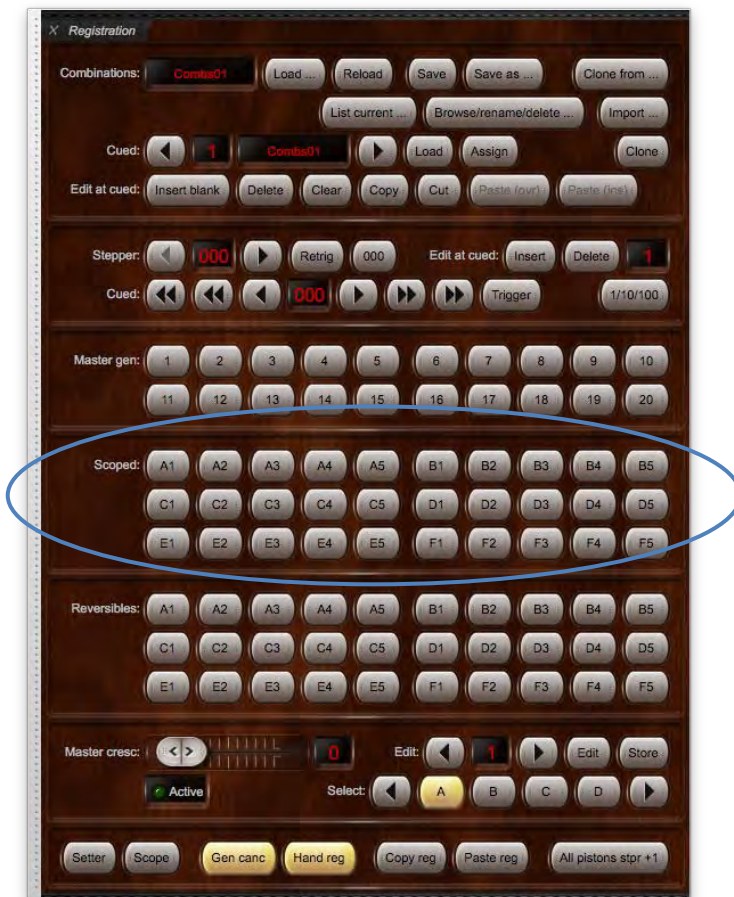 X Registration
Combinations: Combs01 Load ... Reload Save Save as ... Clone from ...
List current ... Browse/rename/delete ... Import ...
Cued: 1 Combs01 Load Assign Clone
Edit at cued: Insert blank Delete Clear Copy Cut Paste (ovr) Paste (ins)
Stepper: 000 Retrig 000 Edit at cued: Insert Delete 1
Cued: 000 Trigger 1/10/100
Master gen: 1 2 3 4 5 6 7 8 9 10
11 12 13 14 15 16 17 18 19 20
Scoped: A1 A2 A3 A4 A5 B1 B2 B3 B4 B5
C1 C2 C3 C4 C5 D1 D2 D3 D4 D5
E1 E2 E3 E4 E5 F1 F2 F3 F4 F5
Reversibles: A1 A2 A3 A4 A5 B1 B2 B3 B4 B5
C1 C2 C3 C4 C5 D1 D2 D3 D4 D5
E1 E2 E3 E4 E5 F1 F2 F3 F4 F5
Master cresc: < > 0 Edit: 1 Edit Store
Active Select: A B C D
Setter Scope Gen canc Hand reg Copy reg Paste reg All pistons stpr +1